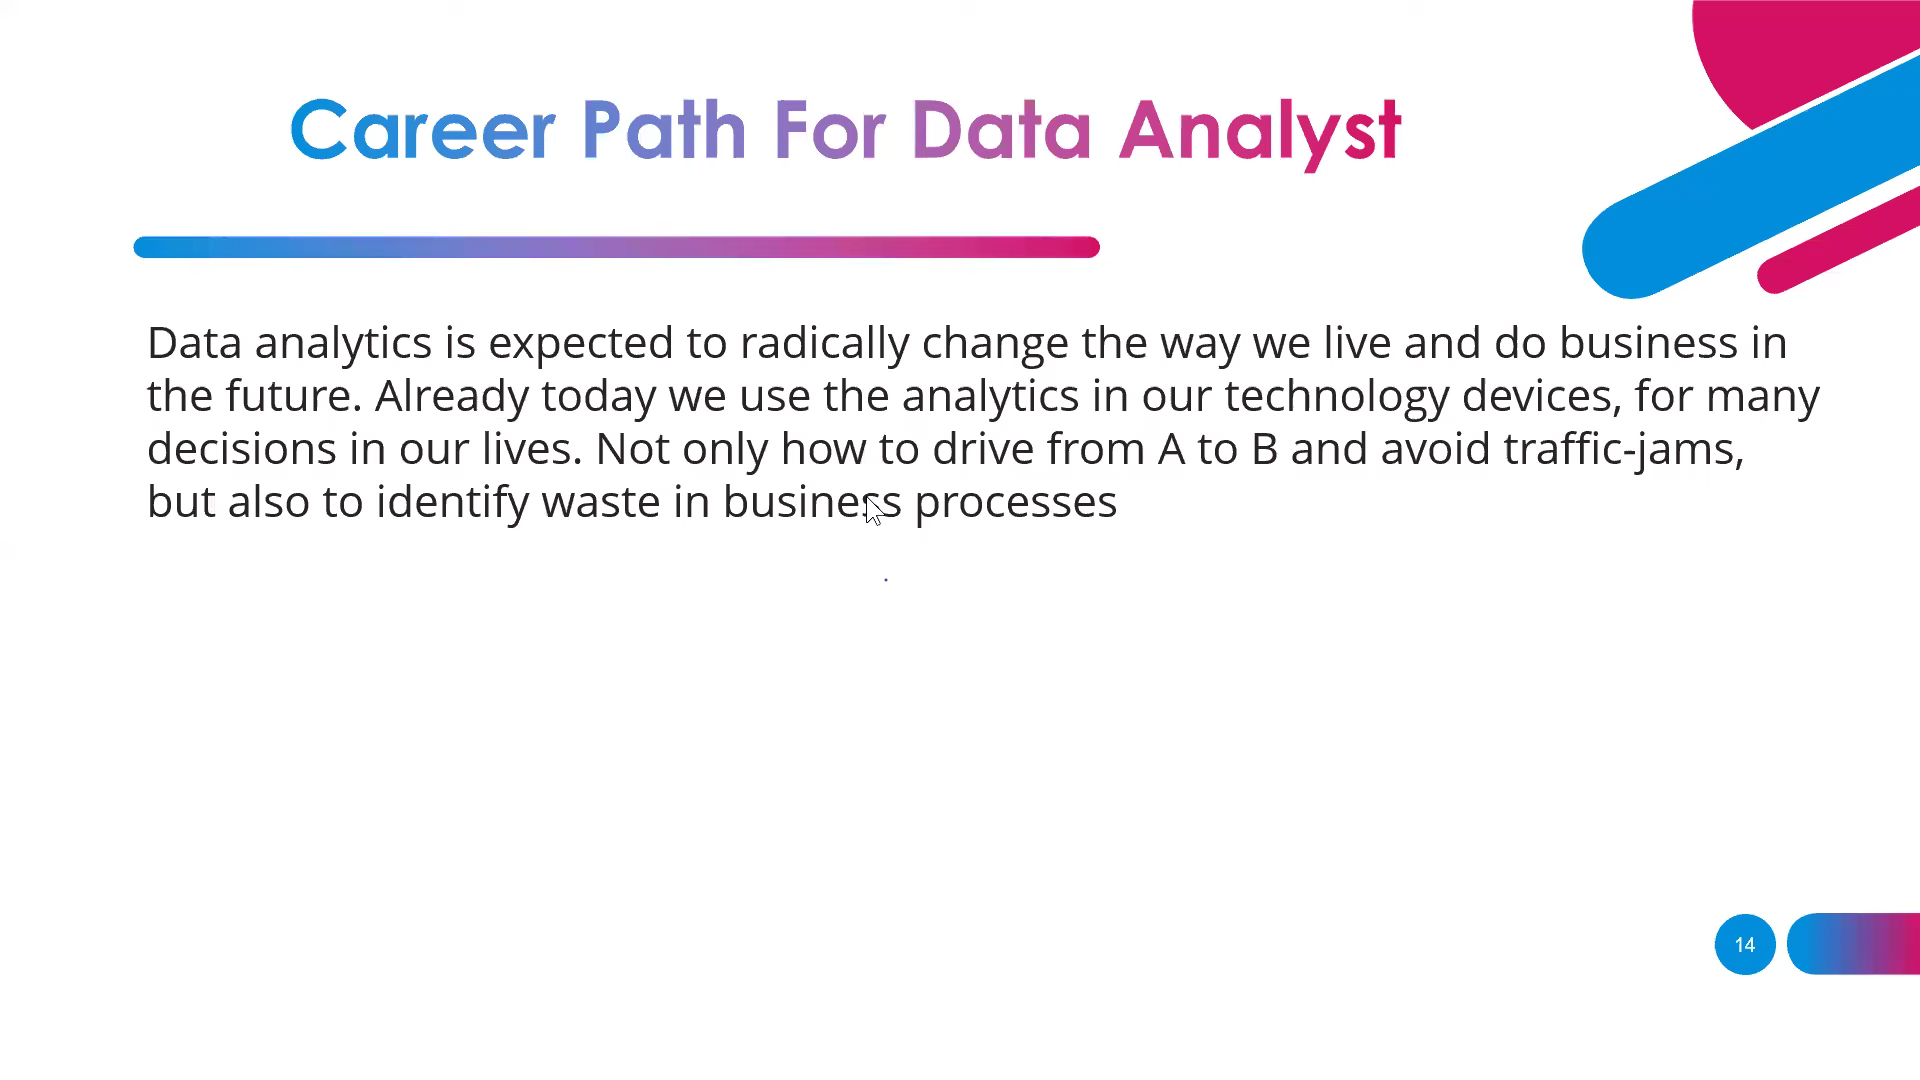 Career Path For Data Analyst
Data analytics is expected to radically change the way we live and do business in
the future. Already today we use the analytics in our technology devices, for many
decisions in our lives. Not only how to drive from A to B and avoid traffic-jams,
but also to identify waste in business processes
.
14